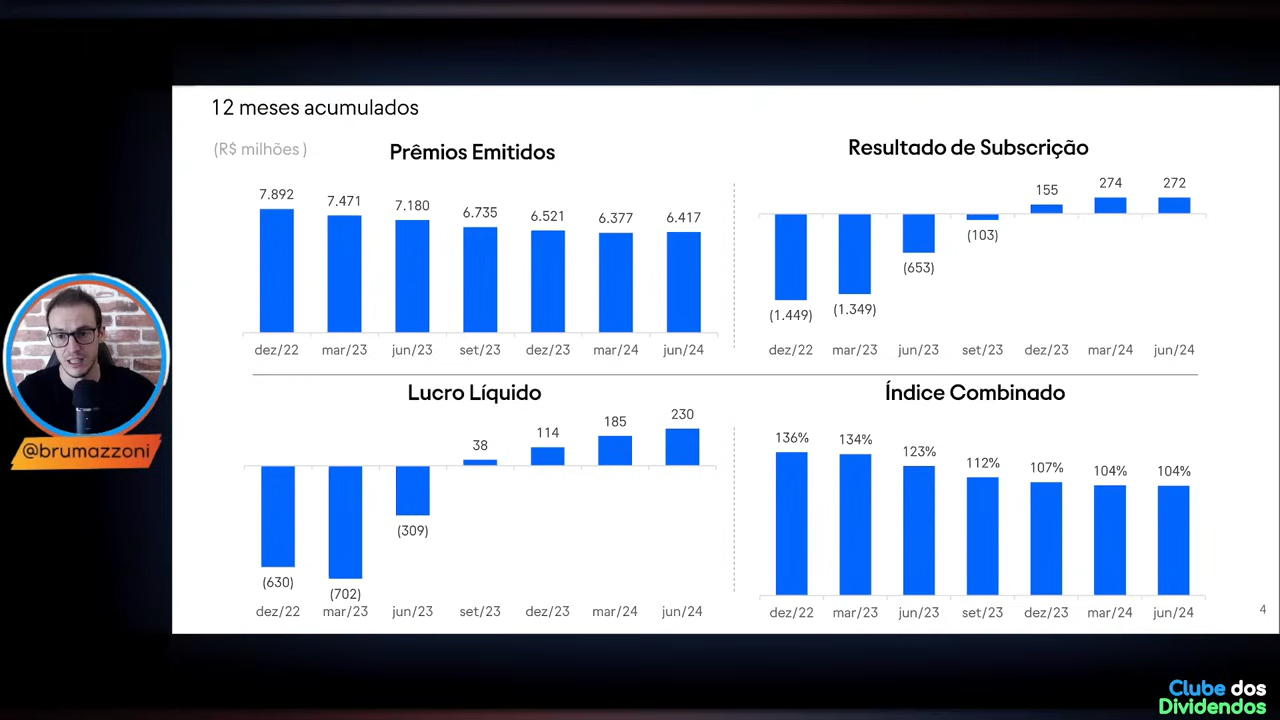 12 meses acumulados
(R$ milhões )
Prêmios Emitidos
7.892
7.471
7.180
6.735
6.521
6.377
6.417
dez/22
mar/23
jun/23
set/23
dez/23
mar/24
jun/24
Resultado de Subscrição
(1.449)
(1.349)
(653)
(103)
155
274
272
dez/22
mar/23
jun/23
set/23
dez/23
mar/24
jun/24
Lucro Líquido
(630)
(702)
(309)
38
114
185
230
dez/22
mar/23
jun/23
set/23
dez/23
mar/24
jun/24
Índice Combinado
136%
134%
123%
112%
107%
104%
104%
dez/22
mar/23
jun/23
set/23
dez/23
mar/24
jun/24
4
@brumazzoni
Clube dos
Dividendos